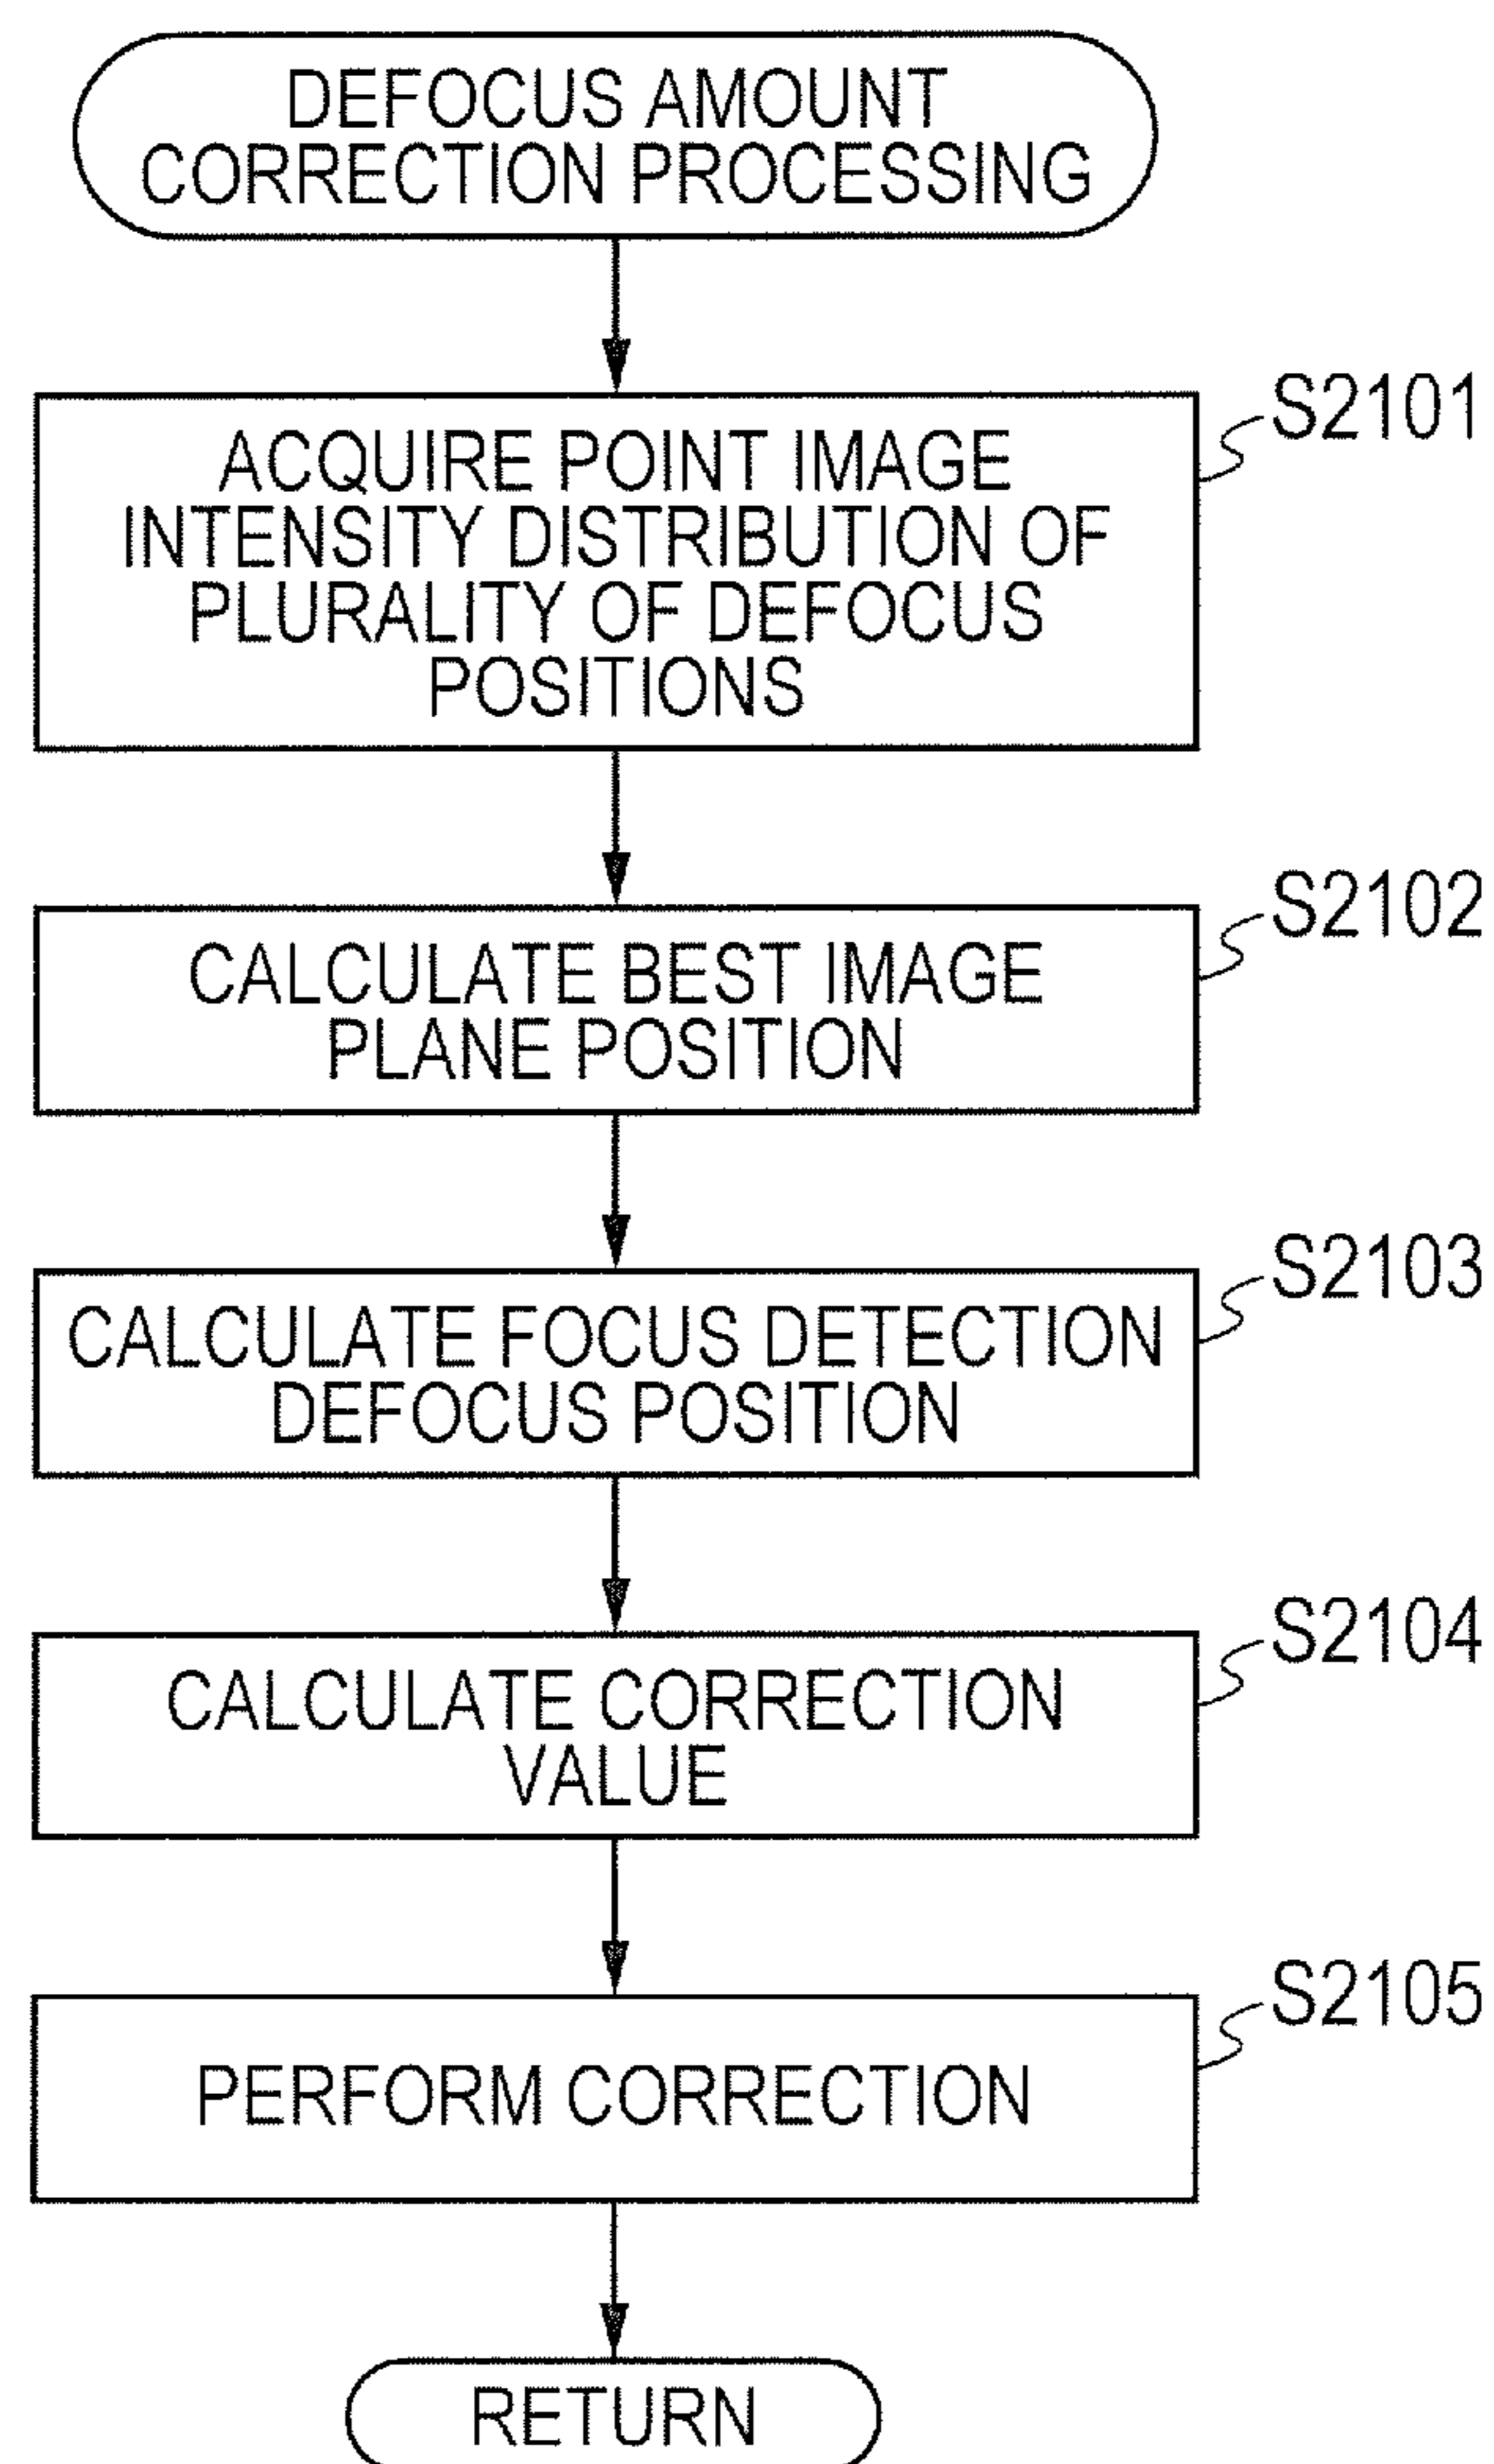 DEFOCUS AMOUNT
CORRECTION PROCESSING
S2101
ACQUIRE POINT IMAGE
INTENSITY DISTRIBUTION OF
PLURALITY OF DEFOCUS
POSITIONS
S2102
CALCULATE BEST IMAGE
PLANE POSITION
S2103
CALCULATE FOCUS DETECTION
DEFOCUS POSITION
S2104
CALCULATE CORRECTION
VALUE
S2105
PERFORM CORRECTION
RETURN